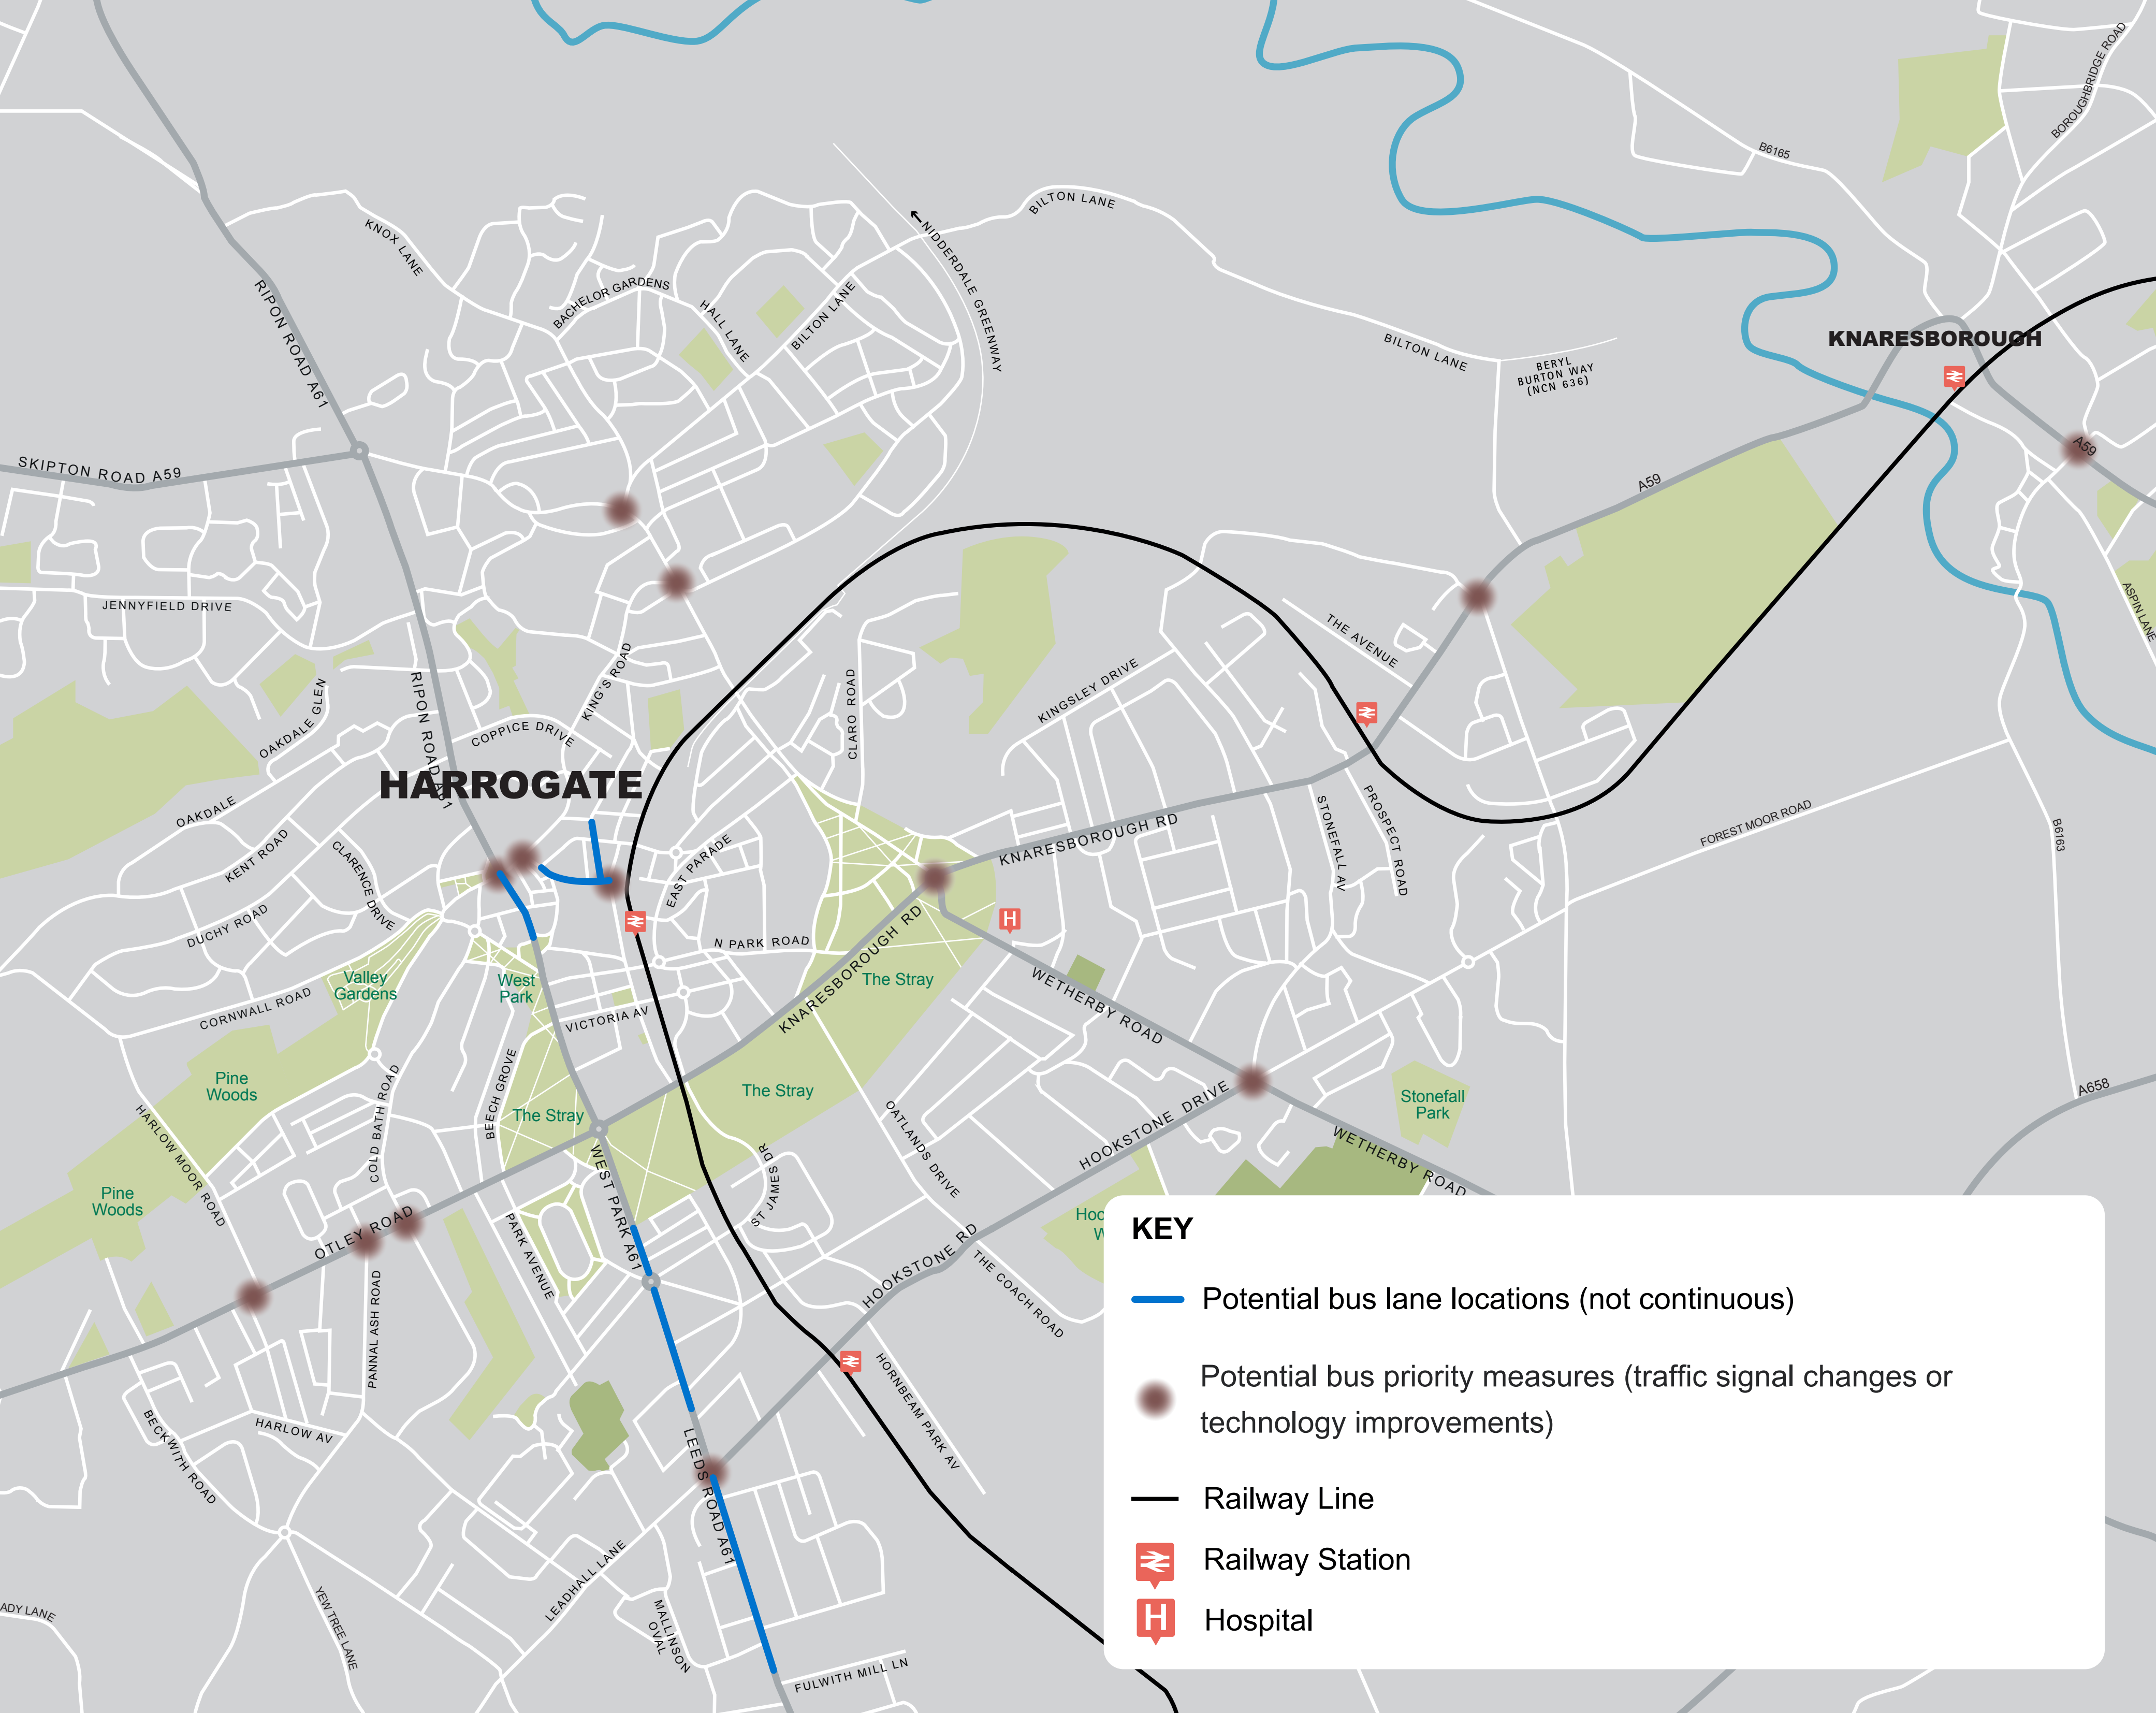 BOROUGHBRIDGE ROAD
B6165
BILTON LANE
NIDDERDALE GREENWAY
KNOX LANE
BACHELOR GARDENS
HALL LANE
BILTON LANE
RIPON ROAD A61
BILTON LANE
BERYL
BURTON WAY
(NCN 636)
KNARESBOROUGH
A59
A59
SKIPTON ROAD A59
JENNYFIELD DRIVE
ASPIN LANE
THE AVENUE
KING'S ROAD
CLARO ROAD
KINGSLEY DRIVE
OAKDALE GLEN
RIPON ROAD A61
COPPICE DRIVE
HARROGATE
OAKDALE
KENT ROAD
CLARENCE DRIVE
EAST PARADE
KNARESBOROUGH RD
STONEFALL AV
PROSPECT ROAD
FOREST MOOR ROAD
B6163
DUCHY ROAD
N PARK ROAD
KNARESBOROUGH RD
H
The Stray
WETHERBY ROAD
Valley
Gardens
West
Park
CORNWALL ROAD
VICTORIA AV
Pine
Woods
COLD BATH ROAD
BEECH GROVE
The Stray
The Stray
OATLANDS DRIVE
HOOKSTONE DRIVE
Stonefall
Park
A658
WETHERBY ROAD
HARLOW MOOR ROAD
Pine
Woods
OTLEY ROAD
PARK AVENUE
WEST PARK A61
ST JAMES DR
HOOKSTONE RD
THE COACH ROAD
Hoo
W
PANNAL ASH ROAD
HORNBEAM PARK AV
BECKWITH ROAD
HARLOW AV
LEEDS ROAD A61
LEADHALL LANE
MALLINSON
OVAL
YEW TREE LANE
ADY LANE
FULWITH MILL LN
KEY
Potential bus lane locations (not continuous)
Potential bus priority measures (traffic signal changes or
technology improvements)
Railway Line
Railway Station
H
Hospital